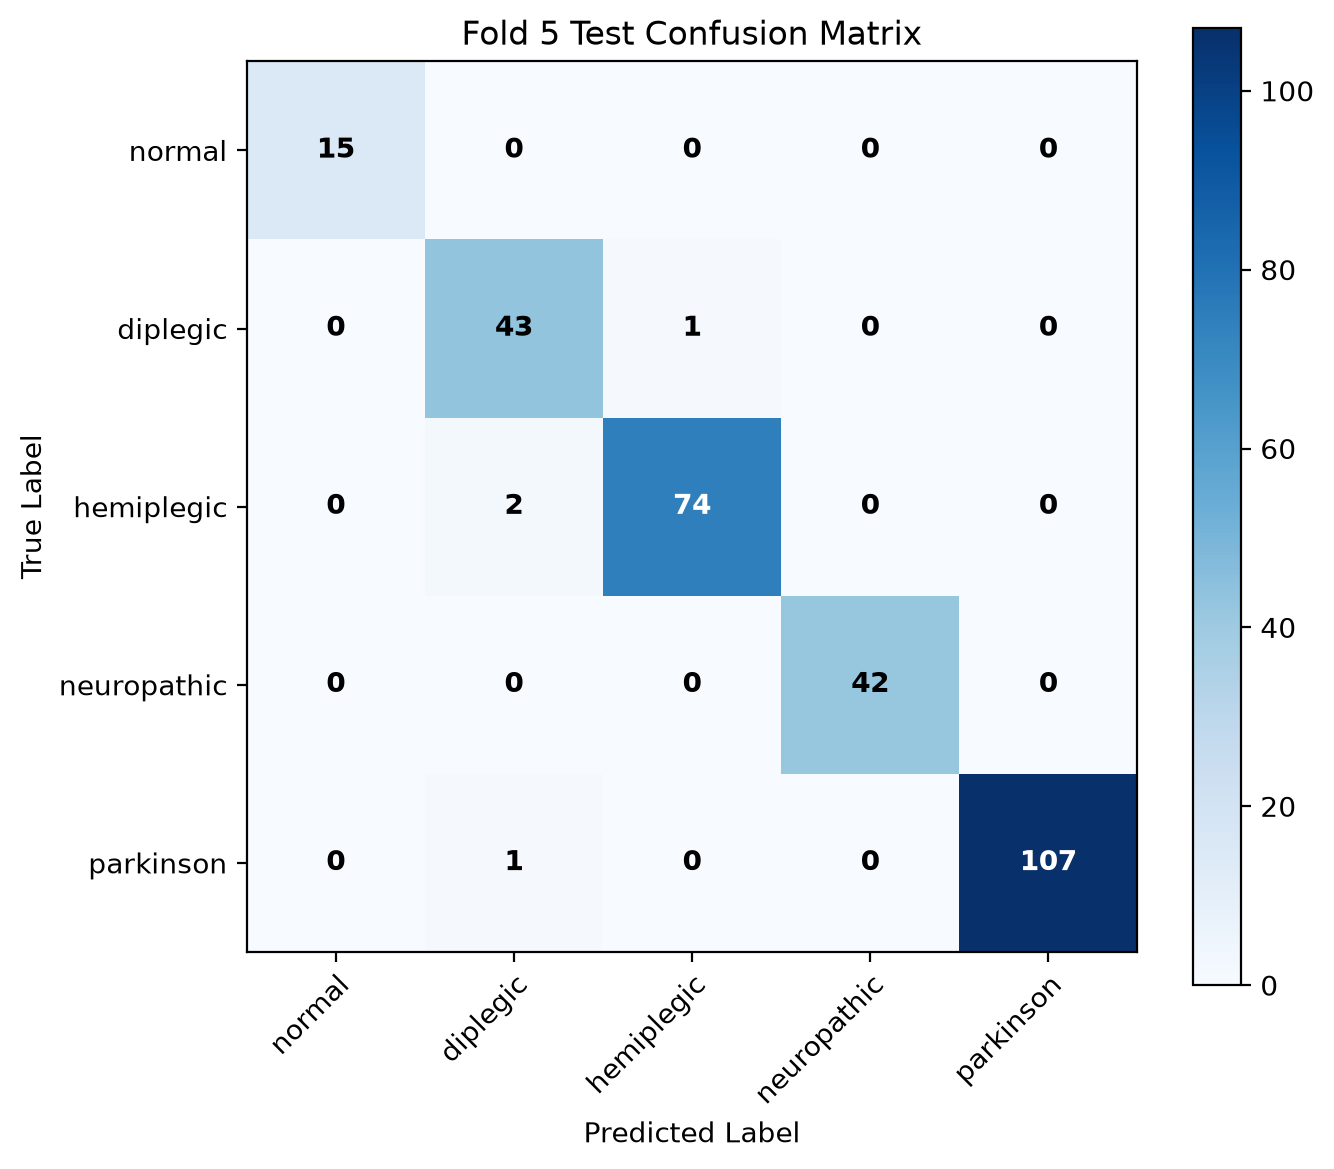 Fold 5 Test Confusion Matrix
normal 15 0 0 0 0
diplegic 0 43 1 0 0
hemiplegic 0 2 74 0 0
neuropathic 0 0 0 42 0
parkinson 0 1 0 0 107
True Label
normal diplegic hemiplegic neuropathic parkinson
Predicted Label
100
80
60
40
20
0